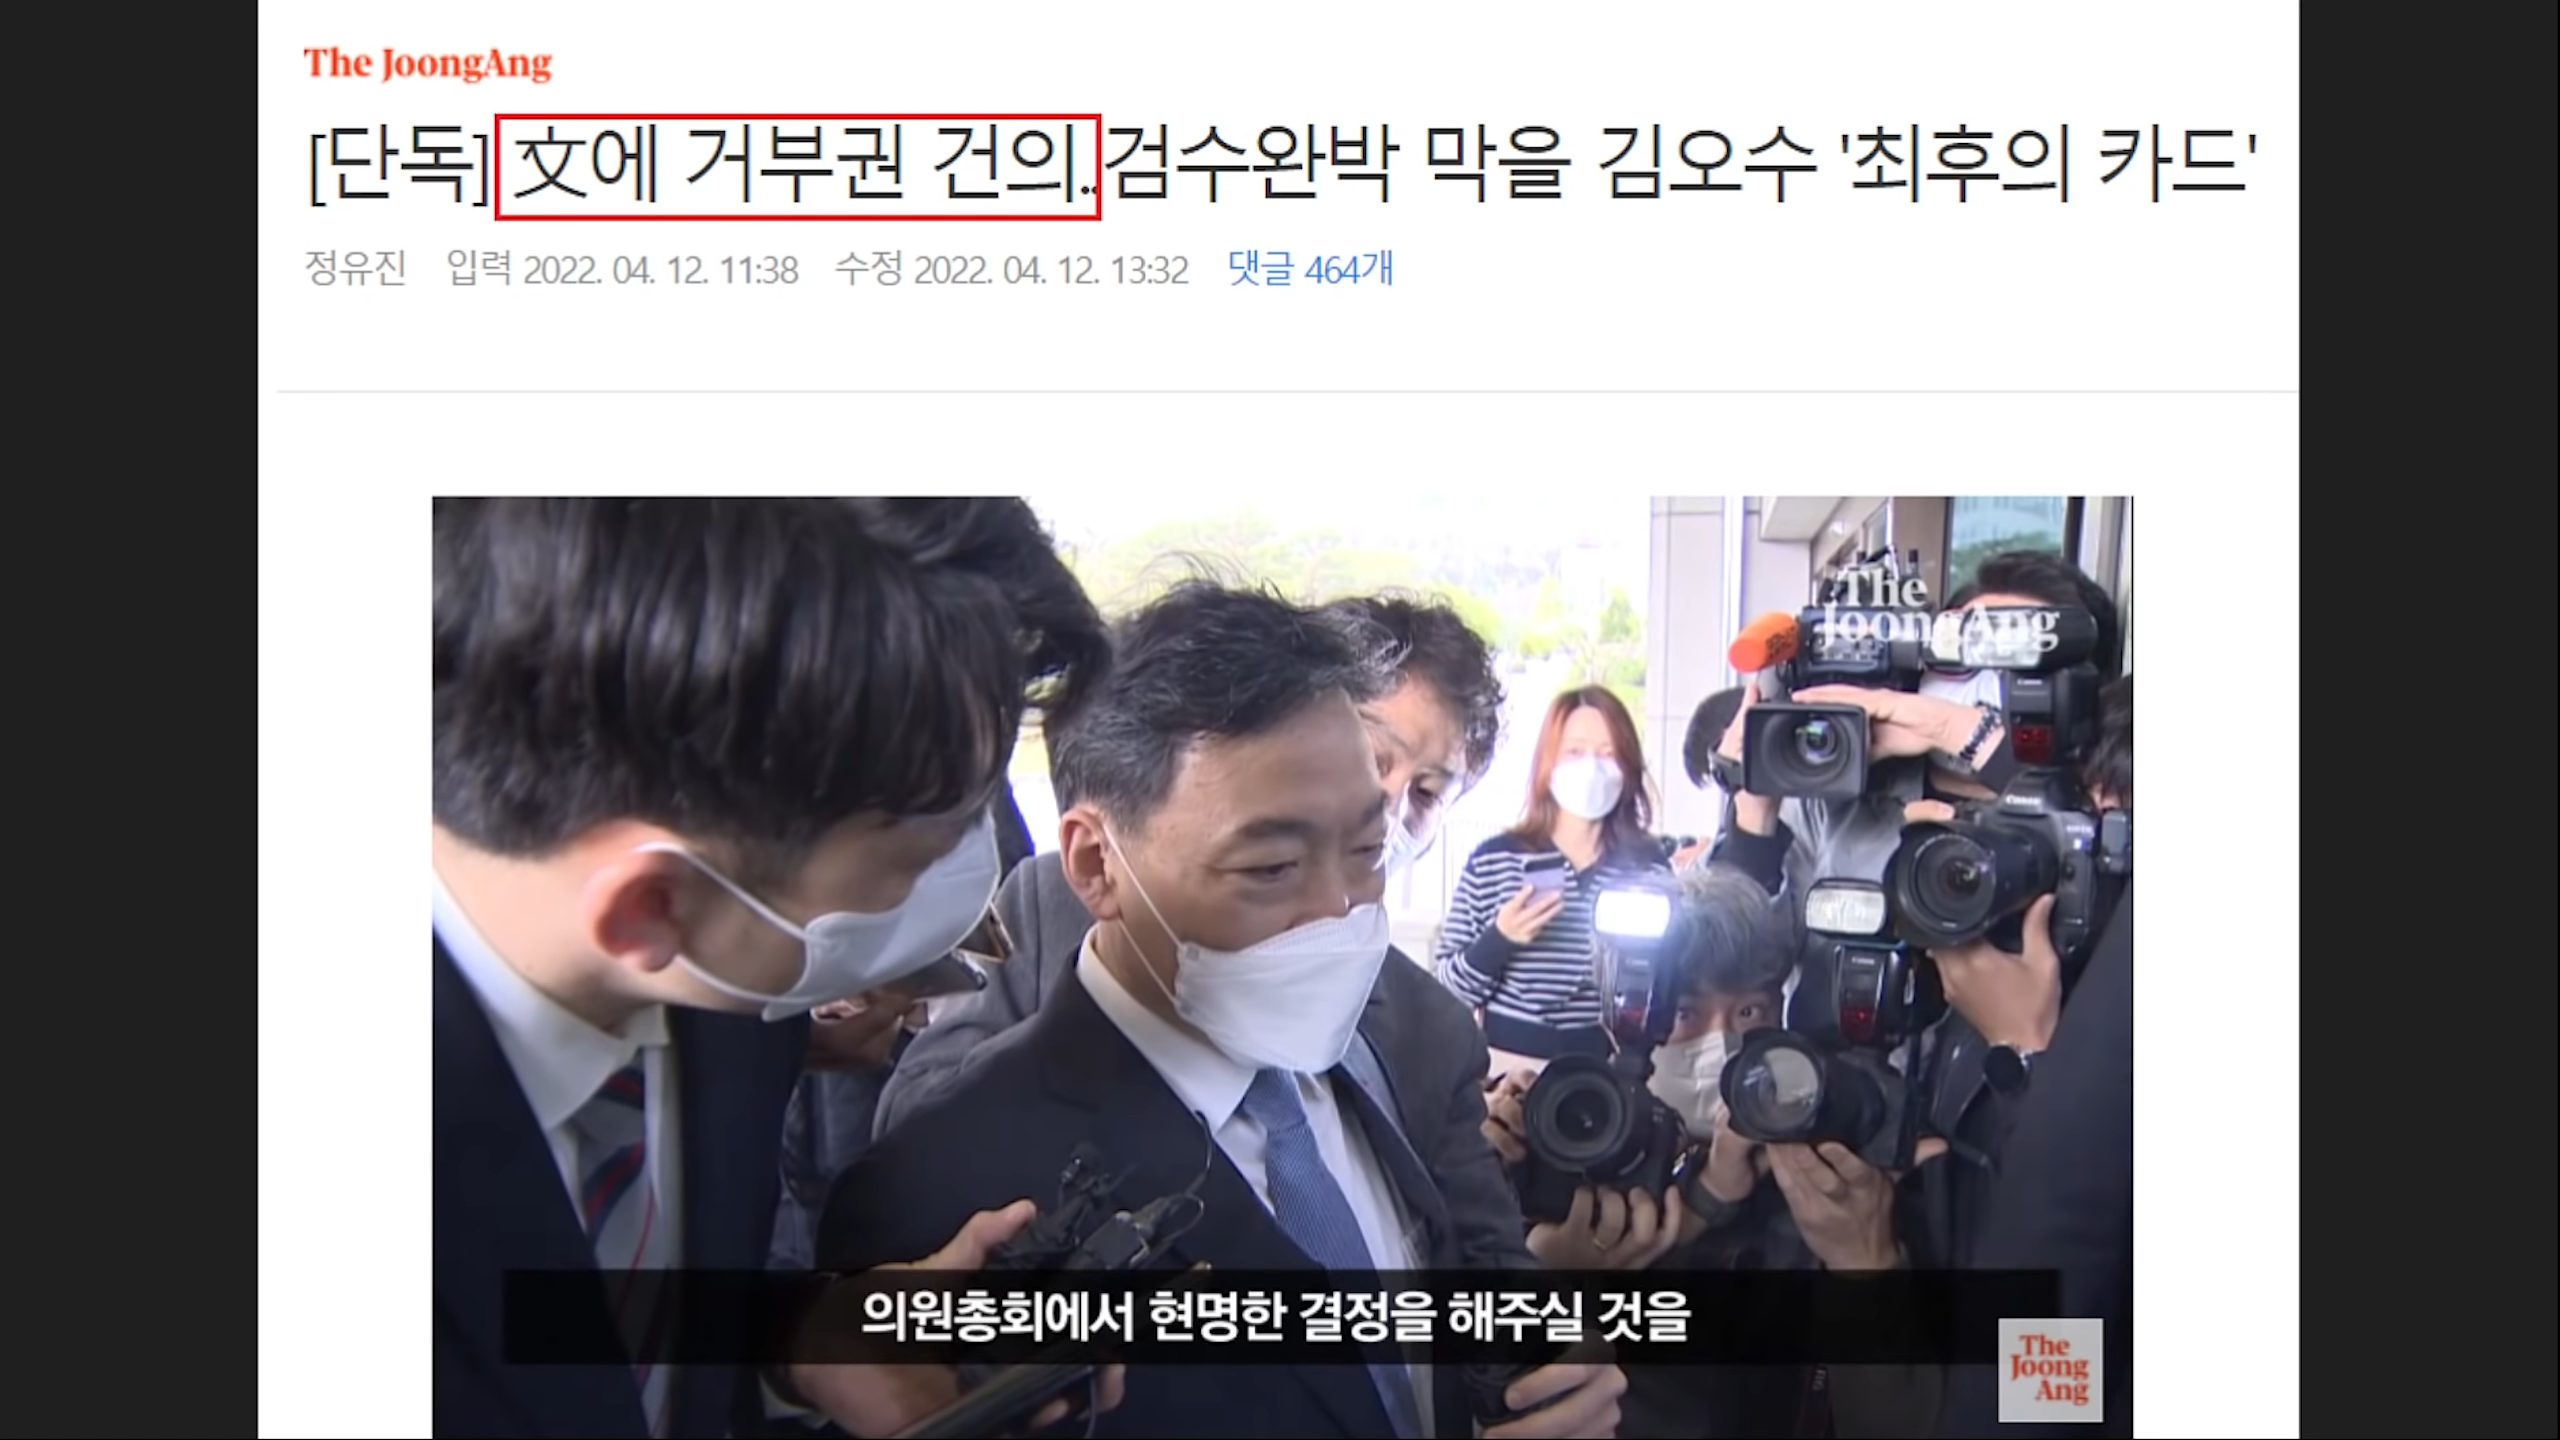 The JoongAng
[단독] 文에 거부권 건의..검수완박 막을 김오수 '최후의 카드'
정유진 입력 2022. 04. 12. 11:38 수정 2022. 04. 12. 13:32 댓글 464개
The
JoongAng
Canon
의원총회에서 현명한 결정을 해주실 것을
The
Joong
Ang